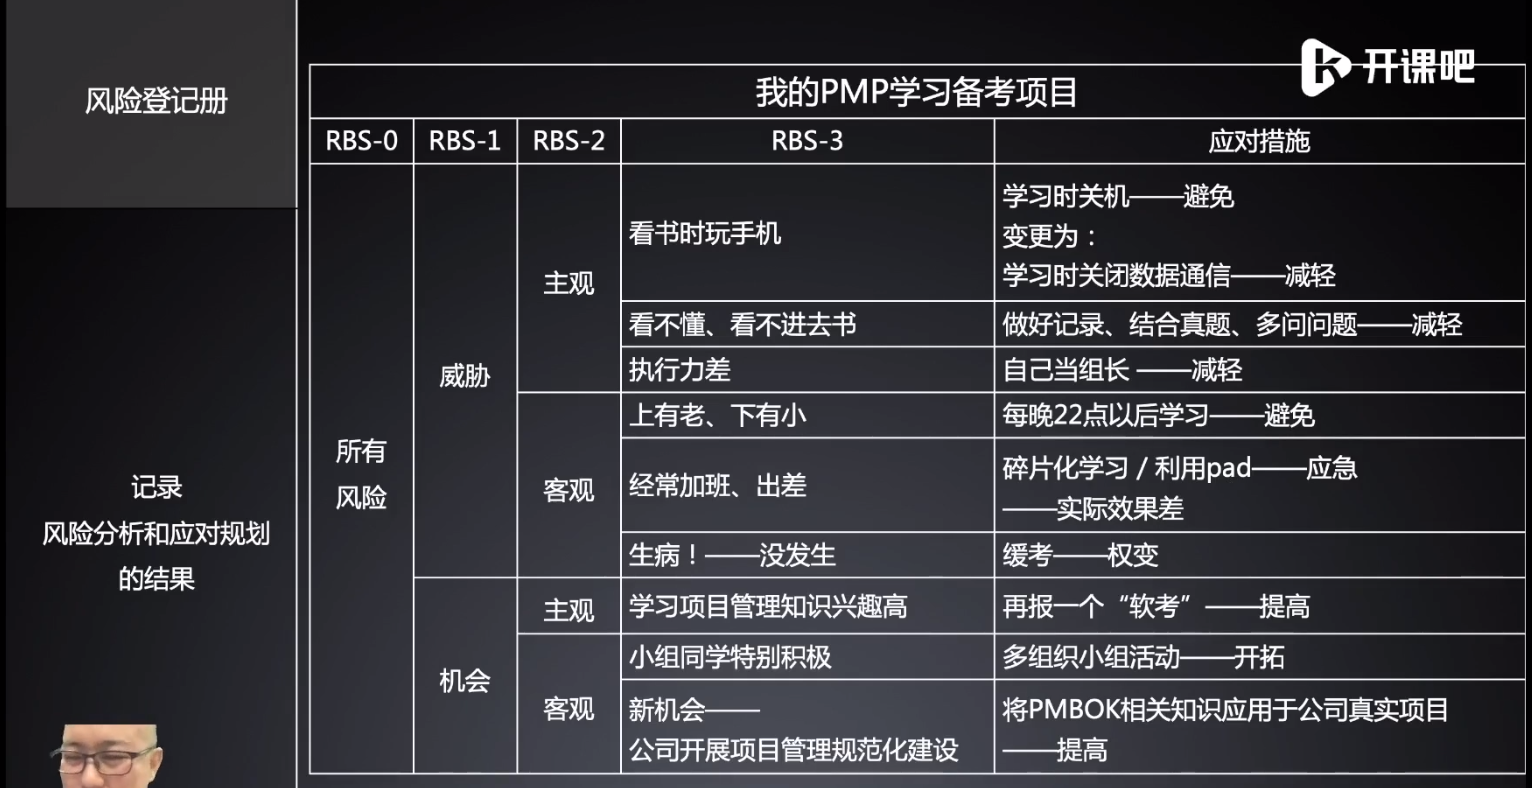 风险登记册
记录
风险分析和应对规划
的结果
开课吧
我的PMP学习备考项目
RBS-0 RBS-1 RBS-2 RBS-3 应对措施
所有
风险
威胁
主观
看书时玩手机
学习时关机——避免
变更为：
学习时关闭数据通信——减轻
看不懂、看不进去书
做好记录、结合真题、多问问题——减轻
执行力差
自己当组长 ——减轻
客观
上有老、下有小
每晚22点以后学习——避免
经常加班、出差
碎片化学习 / 利用pad——应急
——实际效果差
生病！——没发生
缓考——权变
机会
主观
学习项目管理知识兴趣高
再报一个“软考”——提高
客观
小组同学特别积极
多组织小组活动——开拓
新机会——
公司开展项目管理规范化建设
将PMBOK相关知识应用于公司真实项目
——提高